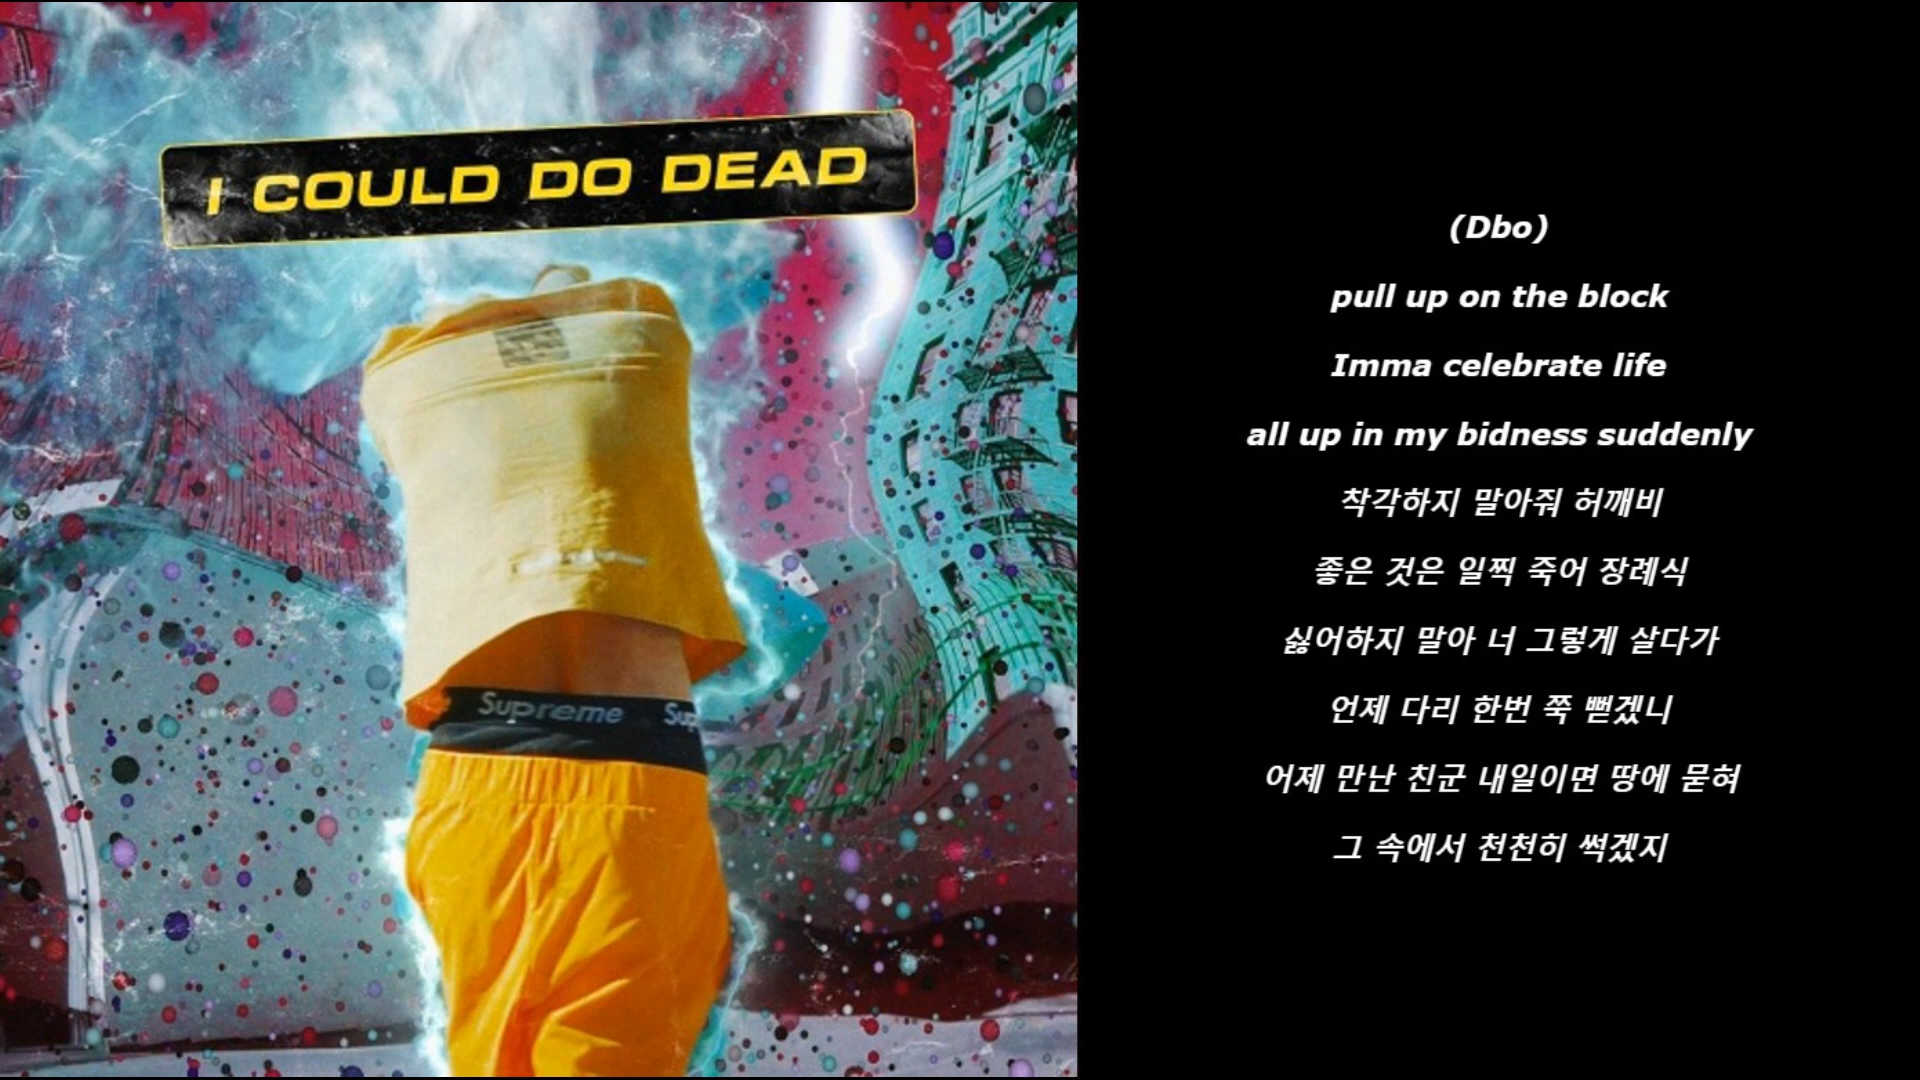 I COULD DO DEAD
Supreme
Sup
(Dbo)
pull up on the block
Imma celebrate life
all up in my bidness suddenly
착각하지 말아줘 허깨비
좋은 것은 일찍 죽어 장례식
싫어하지 말아 너 그렇게 살다가
언제 다리 한번 쭉 뻗겠니
어제 만난 친군 내일이면 땅에 묻혀
그 속에서 천천히 썩겠지